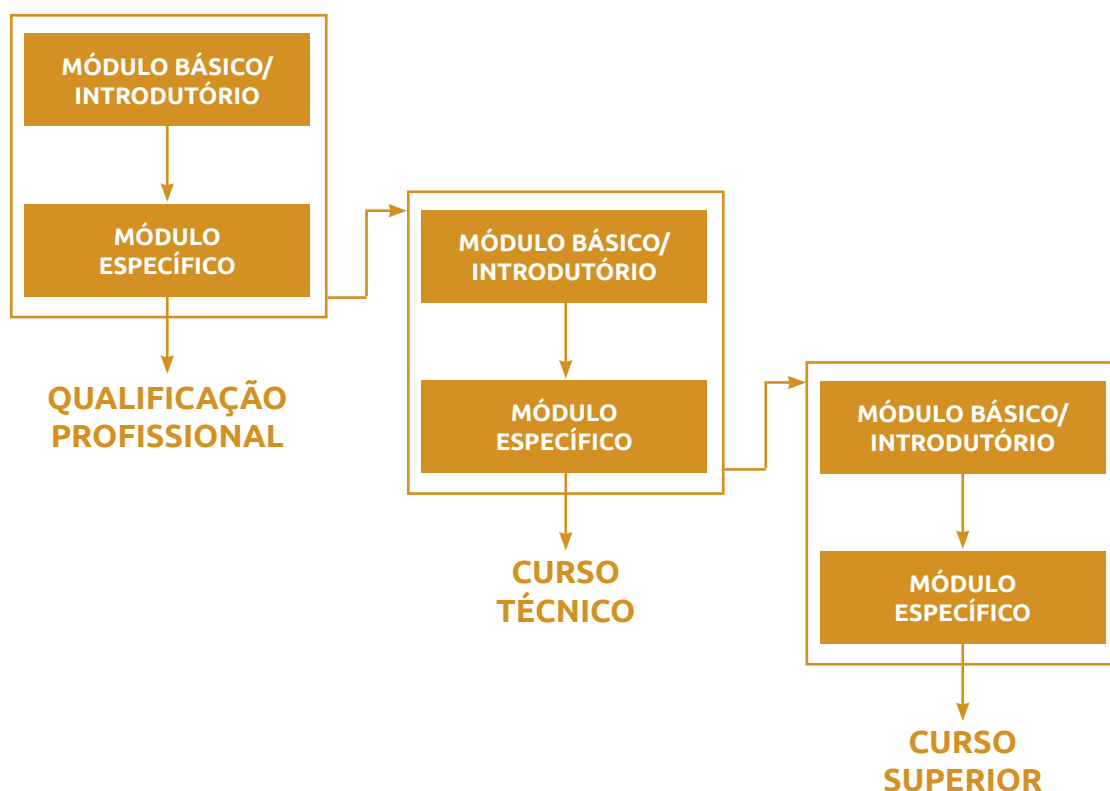 MÓDULO BÁSICO/
INTRODUTÓRIO
MÓDULO
ESPECÍFICO
QUALIFICAÇÃO
PROFISSIONAL
MÓDULO BÁSICO/
INTRODUTÓRIO
MÓDULO
ESPECÍFICO
CURSO
TÉCNICO
MÓDULO BÁSICO/
INTRODUTÓRIO
MÓDULO
ESPECÍFICO
CURSO
SUPERIOR